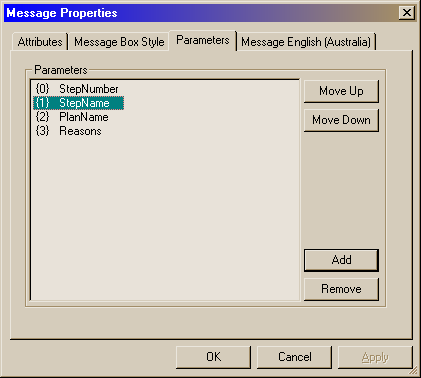 Message Properties
Attributes Message Box Style Parameters Message English (Australia)
Parameters
{0} StepNumber
{1} StepName
{2} PlanName
{3} Reasons
Move Up
Move Down
Add
Remove
OK Cancel Apply